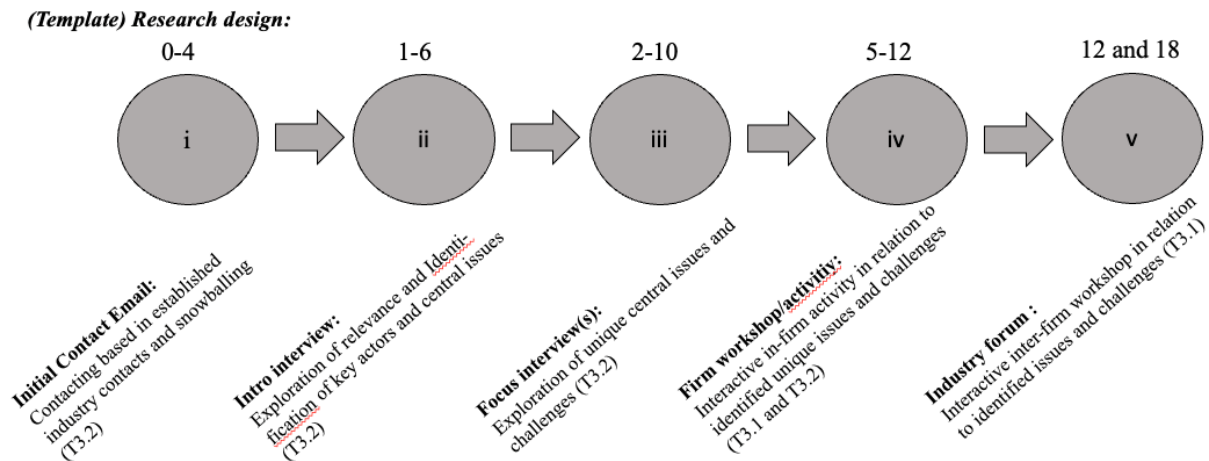 (Template) Research design:
0-4
1-6
2-10
5-12
12 and 18
i
ii
iii
iv
v
Initial Contact Email:
Contacting based in established
industry contacts and snowballing
(T3.2)
Intro interview:
Exploration of relevance and Identi-
fication of key actors and central issues
(T3.2)
Focus interview(s):
Exploration of unique central issues and
challenges (T3.2)
Firm workshop/activitiy:
Interactive in-firm activity in relation to
identified unique issues and challenges
(T3.1 and T3.2)
Industry forum :
Interactive inter-firm workshop in relation
to identified issues and challenges (T3.1)